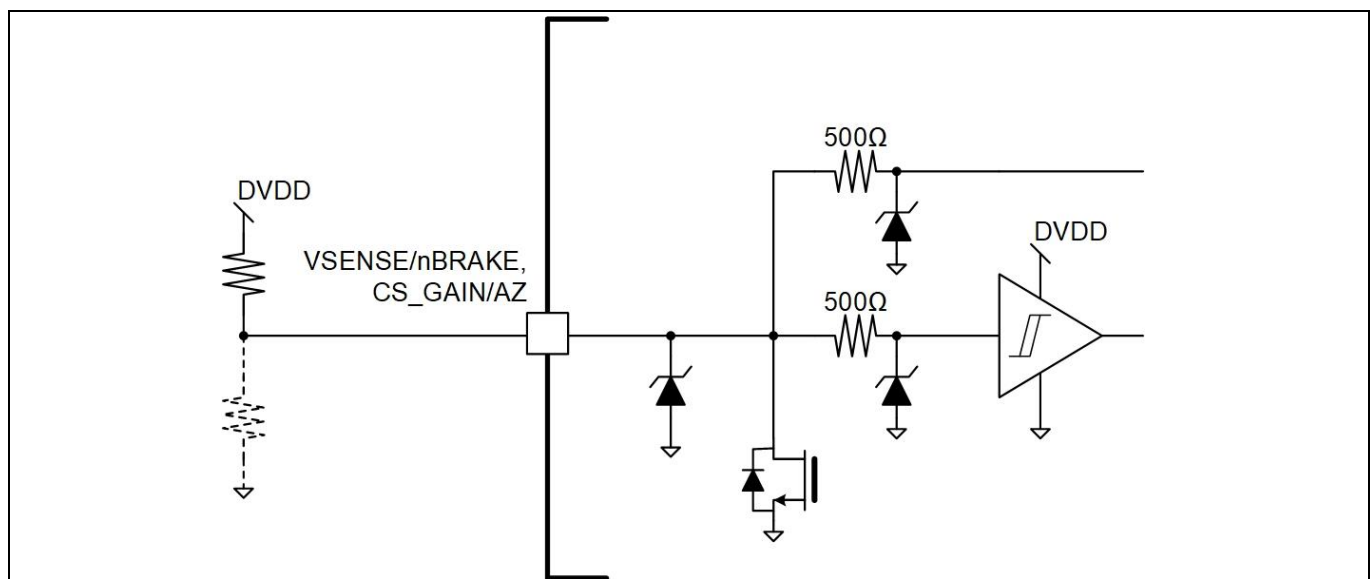 500Ω
DVDD
DVDD
VSENSE/nBRAKE,
CS_GAIN/AZ
500Ω